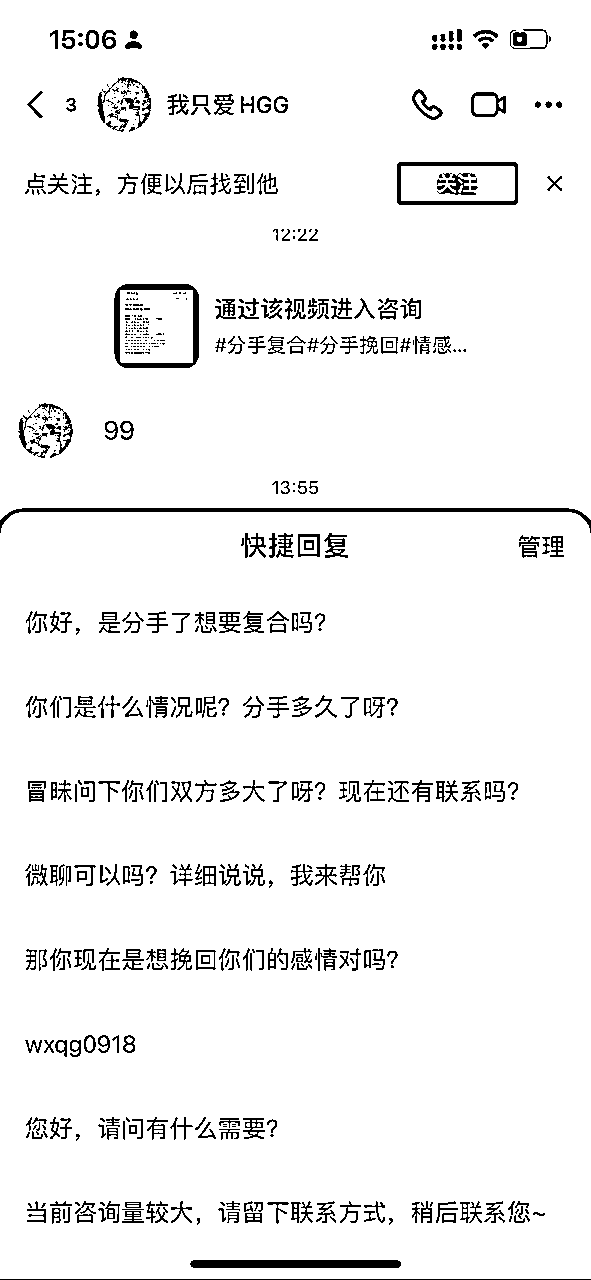 15:06
3
我只爱HGG
点关注，方便以后找到他
关注
12:22
通过该视频进入咨询
#分手复合#分手挽回#情感...
99
13:55
快捷回复
管理
你好，是分手了想要复合吗？
你们是什么情况呢？分手多久了呀？
冒昧问下你们双方多大了呀？现在还有联系吗？
微聊可以吗？详细说说，我来帮你
那你现在是想挽回你们的感情对吗？
wxqg0918
您好，请问有什么需要？
当前咨询量较大，请留下联系方式，稍后联系您~